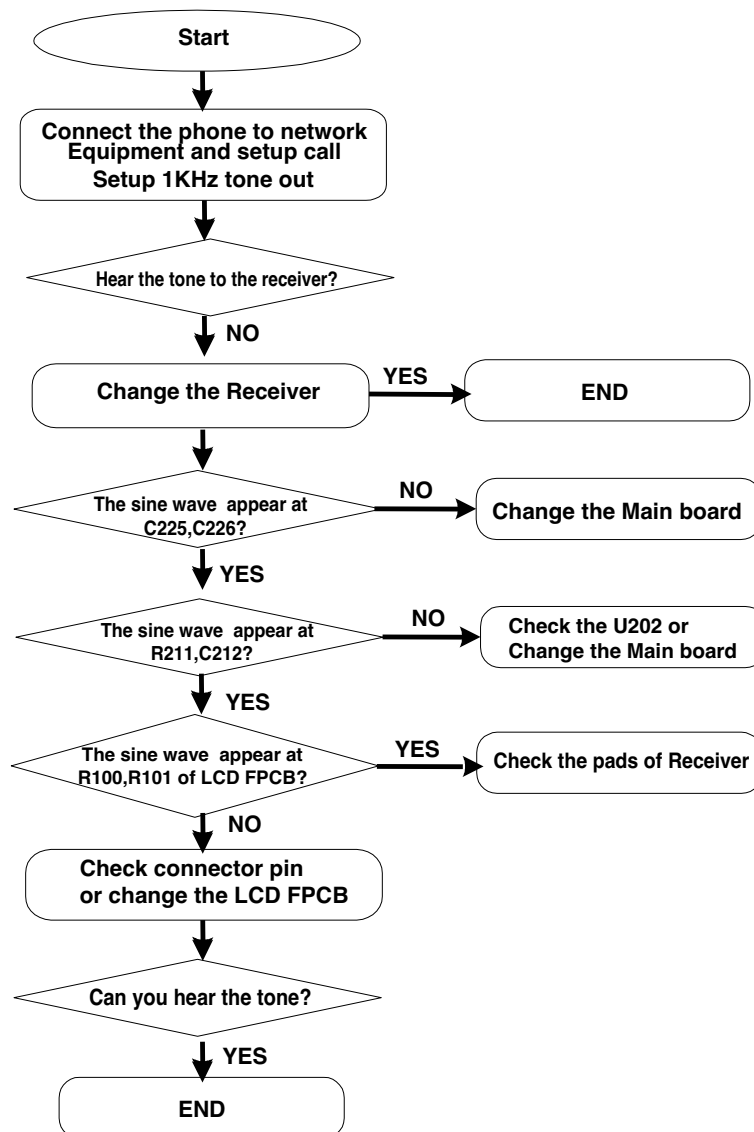 Start
Connect the phone to network
Equipment and setup call
Setup 1KHz tone out
Hear the tone to the receiver?
NO
Change the Receiver
YES
END
The sine wave appear at
C225,C226?
NO
Change the Main board
YES
The sine wave appear at
R211,C212?
NO
Check the U202 or
Change the Main board
YES
The sine wave appear at
R100,R101 of LCD FPCB?
YES
Check the pads of Receiver
NO
Check connector pin
or change the LCD FPCB
Can you hear the tone?
YES
END